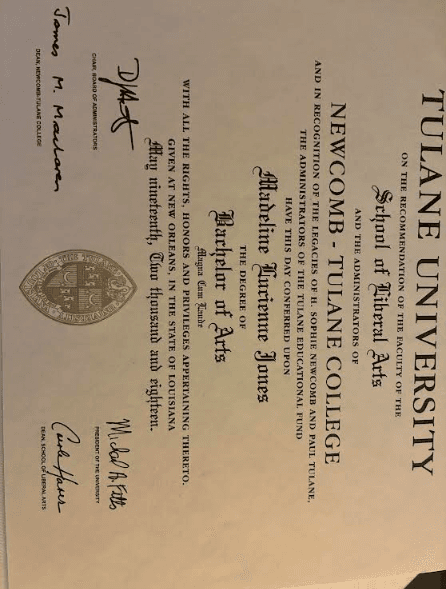 TULANE UNIVERSITY
ON THE RECOMMENDATION OF THE FACULTY OF THE
School of Liberal Arts
AND THE ADMINISTRATORS OF
NEWCOMB - TULANE COLLEGE
AND IN RECOGNITION OF THE LEGACIES OF H. SOPHIE NEWCOMB AND PAUL TULANE,
THE ADMINISTRATORS OF THE TULANE EDUCATIONAL FUND
HAVE THIS DAY CONFERRED UPON
Madeline Lurienne Jones
THE DEGREE OF
Bachelor of Arts
Magna Cum Laude
WITH ALL THE RIGHTS, HONORS AND PRIVILEGES APPERTAINING THERETO.
GIVEN AT NEW ORLEANS, IN THE STATE OF LOUISIANA
May nineteenth, Two thousand and eighteen.
CHAIR, BOARD OF ADMINISTRATORS
James M. MacLaren
DEAN, NEWCOMB-TULANE COLLEGE
Michael A. Fitts
PRESIDENT OF THE UNIVERSITY
Carole Haber
DEAN, SCHOOL OF LIBERAL ARTS